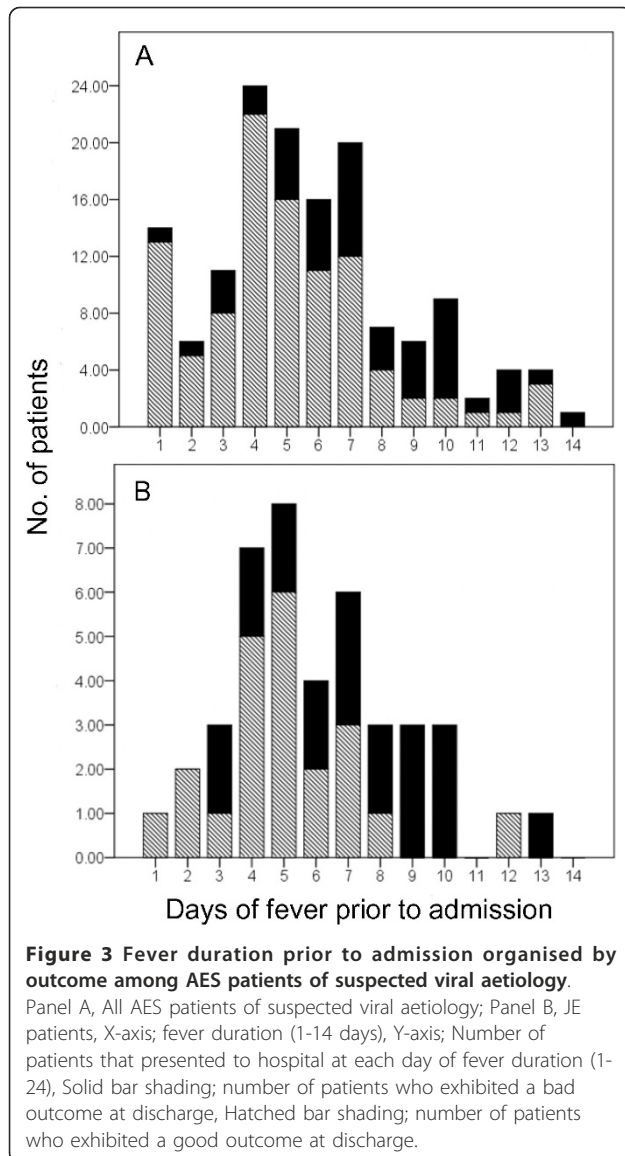 A
24.00
20.00
16.00
12.00
8.00
4.00
0.00
1 2 3 4 5 6 7 8 9 10 11 12 13 14
No. of patients
B
8.00
7.00
6.00
5.00
4.00
3.00
2.00
1.00
0.00
1 2 3 4 5 6 7 8 9 10 11 12 13 14
Days of fever prior to admission
Figure 3 Fever duration prior to admission organised by
outcome among AES patients of suspected viral aetiology.
Panel A, All AES patients of suspected viral aetiology; Panel B, JE
patients, X-axis; fever duration (1-14 days), Y-axis; Number of
patients that presented to hospital at each day of fever duration (1-
24), Solid bar shading; number of patients who exhibited a bad
outcome at discharge, Hatched bar shading; number of patients
who exhibited a good outcome at discharge.